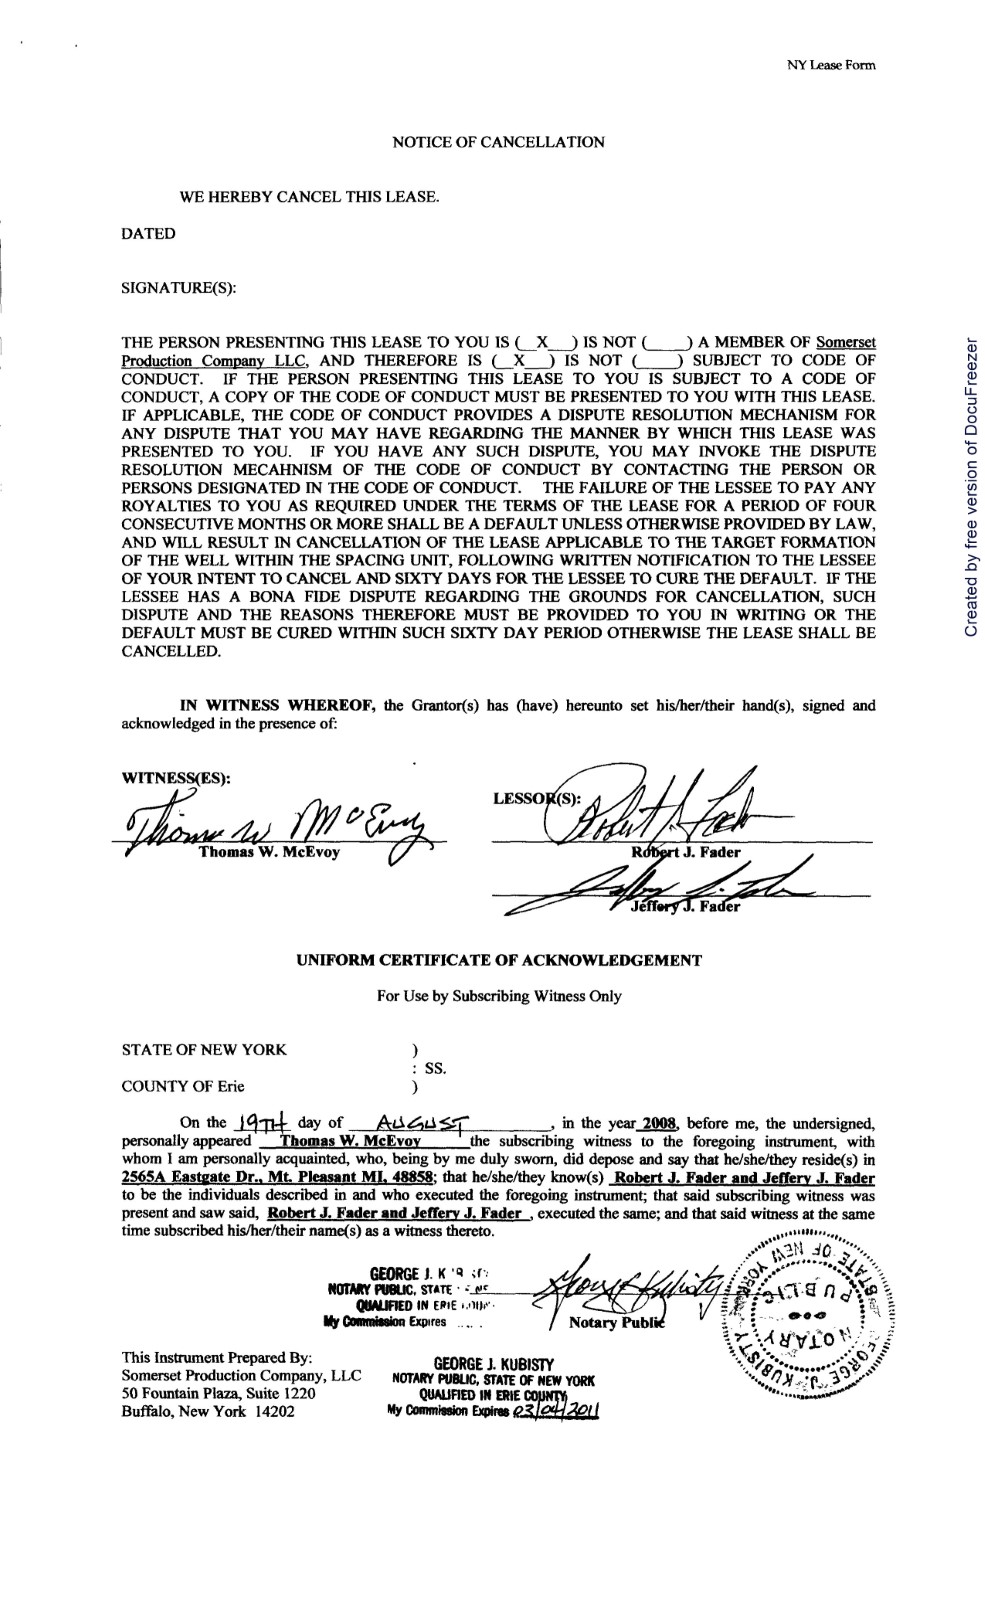 NY Lease Form
NOTICE OF CANCELLATION
WE HEREBY CANCEL THIS LEASE.
DATED
SIGNATURE(S):
THE PERSON PRESENTING THIS LEASE TO YOU IS (__X__) IS NOT (____) A MEMBER OF Somerset
Production Company LLC, AND THEREFORE IS (__X__) IS NOT (____) SUBJECT TO CODE OF
CONDUCT. IF THE PERSON PRESENTING THIS LEASE TO YOU IS SUBJECT TO A CODE OF
CONDUCT, A COPY OF THE CODE OF CONDUCT MUST BE PRESENTED TO YOU WITH THIS LEASE.
IF APPLICABLE, THE CODE OF CONDUCT PROVIDES A DISPUTE RESOLUTION MECHANISM FOR
ANY DISPUTE THAT YOU MAY HAVE REGARDING THE MANNER BY WHICH THIS LEASE WAS
PRESENTED TO YOU. IF YOU HAVE ANY SUCH DISPUTE, YOU MAY INVOKE THE DISPUTE
RESOLUTION MECAHNISM OF THE CODE OF CONDUCT BY CONTACTING THE PERSON OR
PERSONS DESIGNATED IN THE CODE OF CONDUCT. THE FAILURE OF THE LESSEE TO PAY ANY
ROYALTIES TO YOU AS REQUIRED UNDER THE TERMS OF THE LEASE FOR A PERIOD OF FOUR
CONSECUTIVE MONTHS OR MORE SHALL BE A DEFAULT UNLESS OTHERWISE PROVIDED BY LAW,
AND WILL RESULT IN CANCELLATION OF THE LEASE APPLICABLE TO THE TARGET FORMATION
OF THE WELL WITHIN THE SPACING UNIT, FOLLOWING WRITTEN NOTIFICATION TO THE LESSEE
OF YOUR INTENT TO CANCEL AND SIXTY DAYS FOR THE LESSEE TO CURE THE DEFAULT. IF THE
LESSEE HAS A BONA FIDE DISPUTE REGARDING THE GROUNDS FOR CANCELLATION, SUCH
DISPUTE AND THE REASONS THEREFORE MUST BE PROVIDED TO YOU IN WRITING OR THE
DEFAULT MUST BE CURED WITHIN SUCH SIXTY DAY PERIOD OTHERWISE THE LEASE SHALL BE
CANCELLED.
IN WITNESS WHEREOF, the Grantor(s) has (have) hereunto set his/her/their hand(s), signed and
acknowledged in the presence of:
WITNESS(ES):
LESSOR(S):
Thomas W McEvoy
Robert J. Fader
Thomas W. McEvoy
Robert J. Fader
Jeffery J. Fader
Jeffery J. Fader
UNIFORM CERTIFICATE OF ACKNOWLEDGEMENT
For Use by Subscribing Witness Only
STATE OF NEW YORK )
: SS.
COUNTY OF Erie )
On the 19TH day of AUGUST, in the year 2008, before me, the undersigned,
personally appeared Thomas W. McEvoy the subscribing witness to the foregoing instrument, with
whom I am personally acquainted, who, being by me duly sworn, did depose and say that he/she/they reside(s) in
2565A Eastgate Dr., Mt. Pleasant MI, 48858; that he/she/they know(s) Robert J. Fader and Jeffery J. Fader
to be the individuals described in and who executed the foregoing instrument; that said subscribing witness was
present and saw said, Robert J. Fader and Jeffery J. Fader , executed the same; and that said witness at the same
time subscribed his/her/their name(s) as a witness thereto.
GEORGE J. K
NOTARY PUBLIC, STATE
QUALIFIED IN ERIE
My Commission Expires
George J Kubisty
Notary Public
GEORGE J. KUBISTY
STATE OF NEW YORK
NOTARY PUBLIC
This Instrument Prepared By:
Somerset Production Company, LLC
50 Fountain Plaza, Suite 1220
Buffalo, New York 14202
GEORGE J. KUBISTY
NOTARY PUBLIC, STATE OF NEW YORK
QUALIFIED IN ERIE COUNTY
My Commission Expires 03/04/2011
Created by free version of DocuFreezer